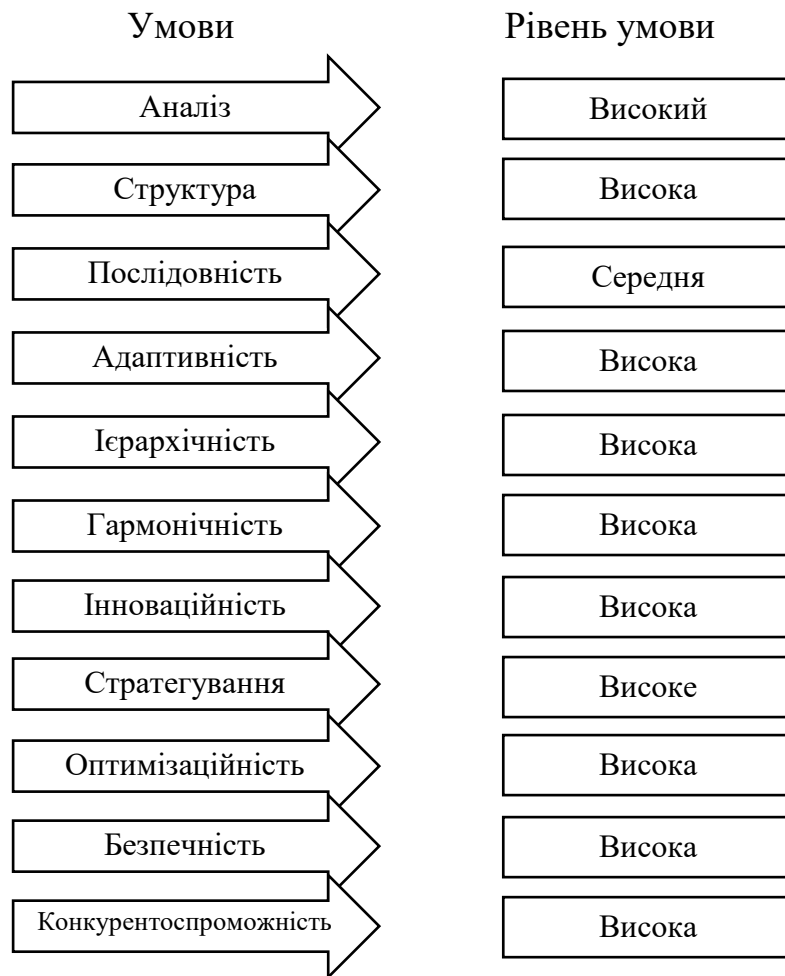 Умови Рівень умови
Аналіз Високий
Структура Висока
Послідовність Середня
Адаптивність Висока
Ієрархічність Висока
Гармонічність Висока
Інноваційність Висока
Стратегування Високе
Оптимізаційність Висока
Безпечність Висока
Конкурентоспроможність Висока